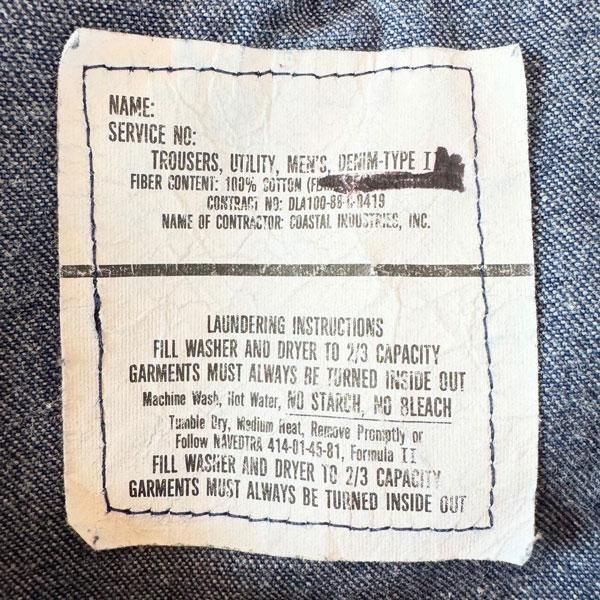 NAME:
SERVICE NO:
TROUSERS, UTILITY, MEN'S, DENIM-TYPE I
FIBER CONTENT: 100% COTTON
CONTRACT NO: DLA100-86-C-0419
NAME OF CONTRACTOR: COASTAL INDUSTRIES, INC.
LAUNDERING INSTRUCTIONS
FILL WASHER AND DRYER TO 2/3 CAPACITY
GARMENTS MUST ALWAYS BE TURNED INSIDE OUT
Machine Wash, Hot Water, NO STARCH, NO BLEACH
Tumble Dry, Medium Heat, Remove Promptly or
Follow NAVEDTRA 414-01-45-81, Formula II
FILL WASHER AND DRYER TO 2/3 CAPACITY
GARMENTS MUST ALWAYS BE TURNED INSIDE OUT